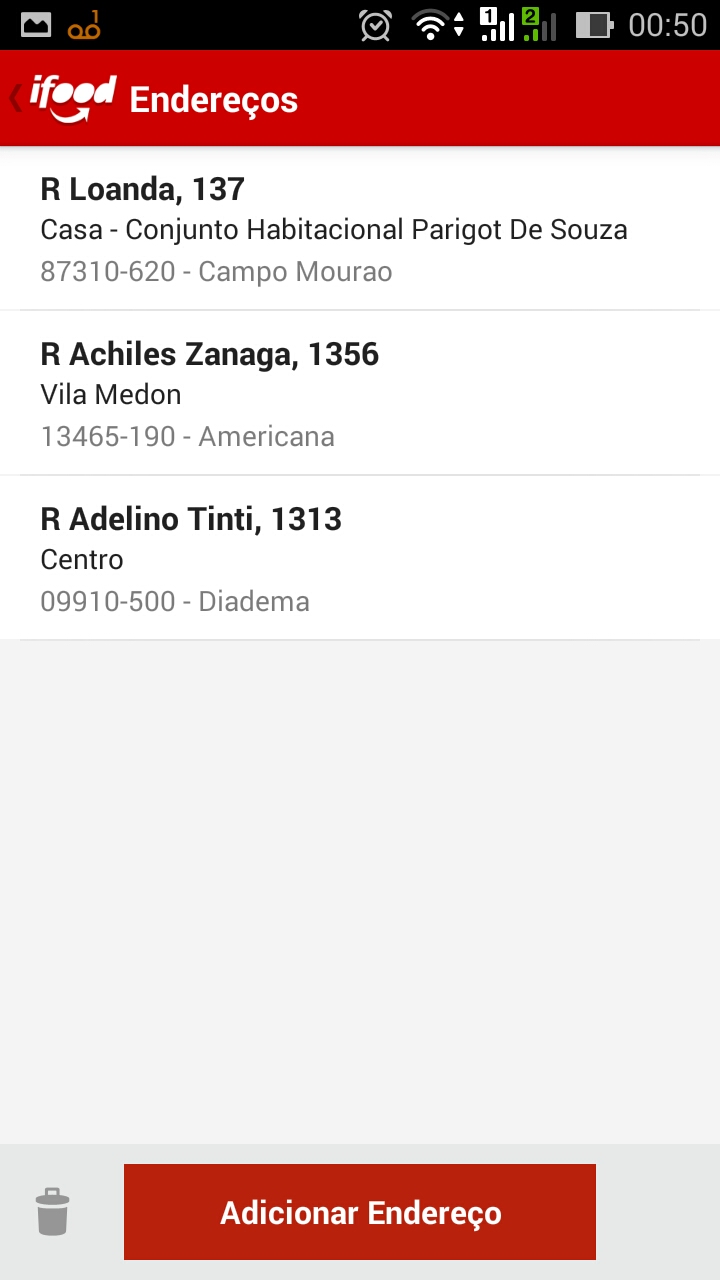 1
1 2 00:50
ifood Endereços
R Loanda, 137
Casa - Conjunto Habitacional Parigot De Souza
87310-620 - Campo Mourao
R Achiles Zanaga, 1356
Vila Medon
13465-190 - Americana
R Adelino Tinti, 1313
Centro
09910-500 - Diadema
Adicionar Endereço